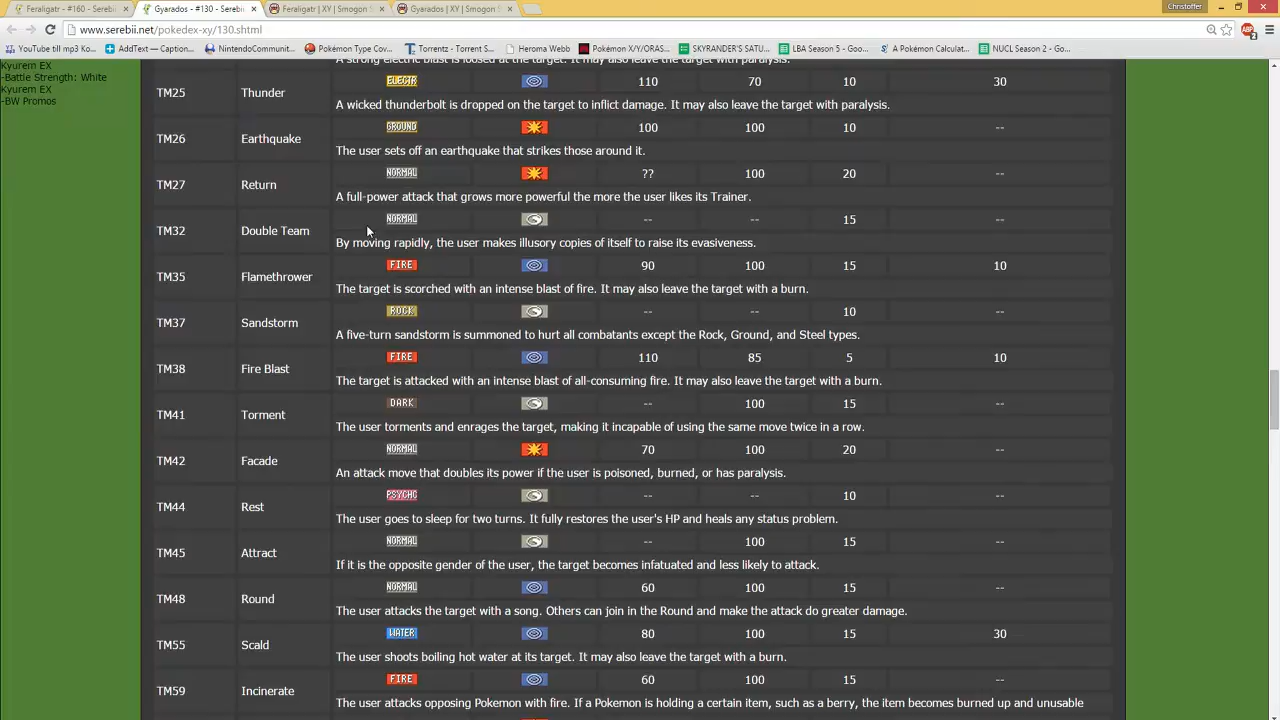 Christoffer
Feraligatr - #160 - Serebii
Gyarados - #130 - Serebii
Feraligatr | XY | Smogon S
Gyarados | XY | Smogon S
www.serebii.net/pokedex-xy/130.shtml
YouTube till mp3 Ko...
AddText — Caption...
NintendoCommunit...
Pokémon Type Cov...
Torrentz - Torrent S...
Heroma Webb
Pokémon X/Y/ORAS...
SKYRANDER'S SATU...
LBA Season 5 - Goo...
A Pokémon Calculat...
NUCL Season 2 - Goo...
Kyurem EX
-Battle Strength: White
Kyurem EX
-BW Promos
A strong electric blast is loosed at the target. It may also leave the target with paralysis.
TM25 Thunder ELECTR 110 70 10 30
A wicked thunderbolt is dropped on the target to inflict damage. It may also leave the target with paralysis.
TM26 Earthquake GROUND 100 100 10 --
The user sets off an earthquake that strikes those around it.
TM27 Return NORMAL ?? 100 20 --
A full-power attack that grows more powerful the more the user likes its Trainer.
TM32 Double Team NORMAL -- -- 15 --
By moving rapidly, the user makes illusory copies of itself to raise its evasiveness.
TM35 Flamethrower FIRE 90 100 15 10
The target is scorched with an intense blast of fire. It may also leave the target with a burn.
TM37 Sandstorm ROCK -- -- 10 --
A five-turn sandstorm is summoned to hurt all combatants except the Rock, Ground, and Steel types.
TM38 Fire Blast FIRE 110 85 5 10
The target is attacked with an intense blast of all-consuming fire. It may also leave the target with a burn.
TM41 Torment DARK -- 100 15 --
The user torments and enrages the target, making it incapable of using the same move twice in a row.
TM42 Facade NORMAL 70 100 20 --
An attack move that doubles its power if the user is poisoned, burned, or has paralysis.
TM44 Rest PSYCHC -- -- 10 --
The user goes to sleep for two turns. It fully restores the user's HP and heals any status problem.
TM45 Attract NORMAL -- 100 15 --
If it is the opposite gender of the user, the target becomes infatuated and less likely to attack.
TM48 Round NORMAL 60 100 15 --
The user attacks the target with a song. Others can join in the Round and make the attack do greater damage.
TM55 Scald WATER 80 100 15 30
The user shoots boiling hot water at its target. It may also leave the target with a burn.
TM59 Incinerate FIRE 60 100 15 --
The user attacks opposing Pokemon with fire. If a Pokemon is holding a certain item, such as a berry, the item becomes burned up and unusable